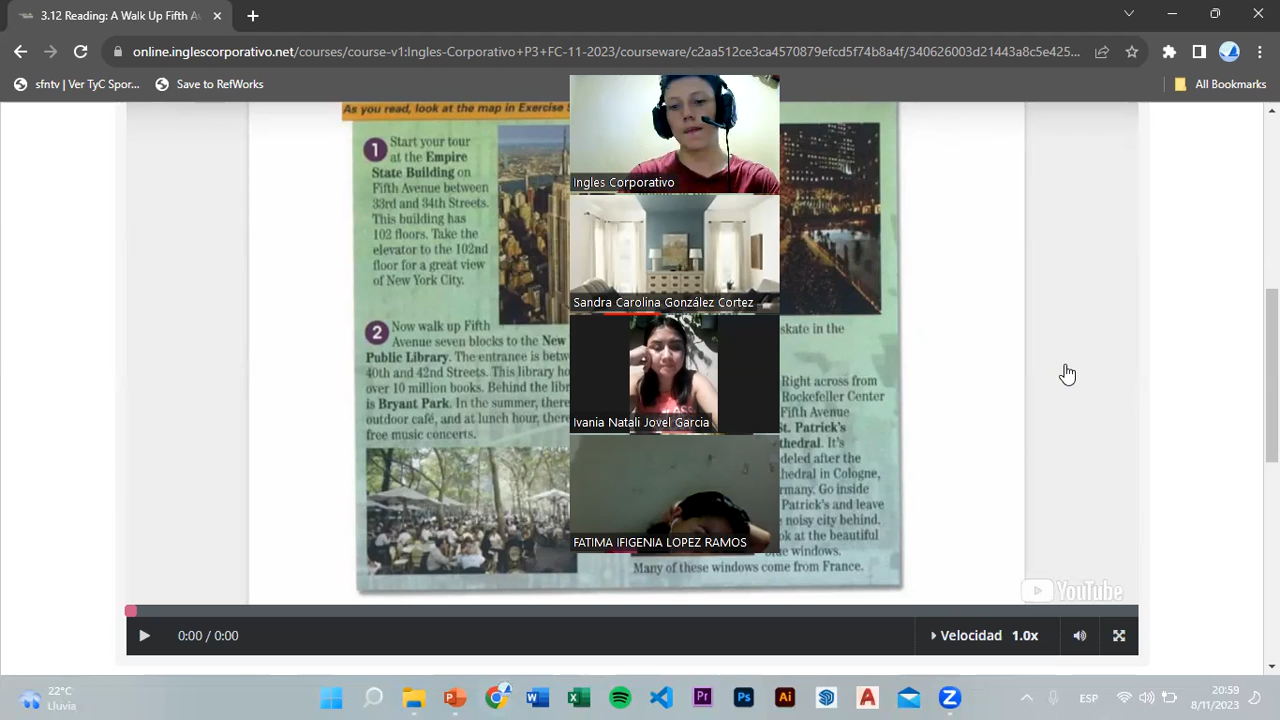 3.12 Reading: A Walk Up Fifth A
online.inglescorporativo.net/courses/course-v1:Ingles-Corporativo+P3+FC-11-2023/courseware/c2aa512ce3ca4570879efcd5f74b8a4f/340626003d21443a8c5e425...
sfntv | Ver TyC Spor...
Save to RefWorks
All Bookmarks
As you read, look at the map in Exercise
1 Start your tour
at the Empire
State Building on
Fifth Avenue between
33rd and 34th Streets.
This building has
102 floors. Take the
elevator to the 102nd
floor for a great view
of New York City.
2 Now walk up Fifth
Avenue seven blocks to the New
Public Library. The entrance is
40th and 42nd Streets. This library
over 10 million books. Behind the
is Bryant Park. In the summer, there
outdoor café, and at lunch hour, there
free music concerts.
skate in the
Right across from
Rockefeller Center
Fifth Avenue
St. Patrick's
It's
after the
in Cologne,
Go inside
Patrick's and leave
noisy city behind.
at the beautiful
windows.
Many of these windows come from France.
Ingles Corporativo
Sandra Carolina González Cortez
Ivania Natali Jovel Garcia
FATIMA IFIGENIA LOPEZ RAMOS
YouTube
0:00 / 0:00
Velocidad 1.0x
22°C
Lluvia
ESP
20:59
8/11/2023